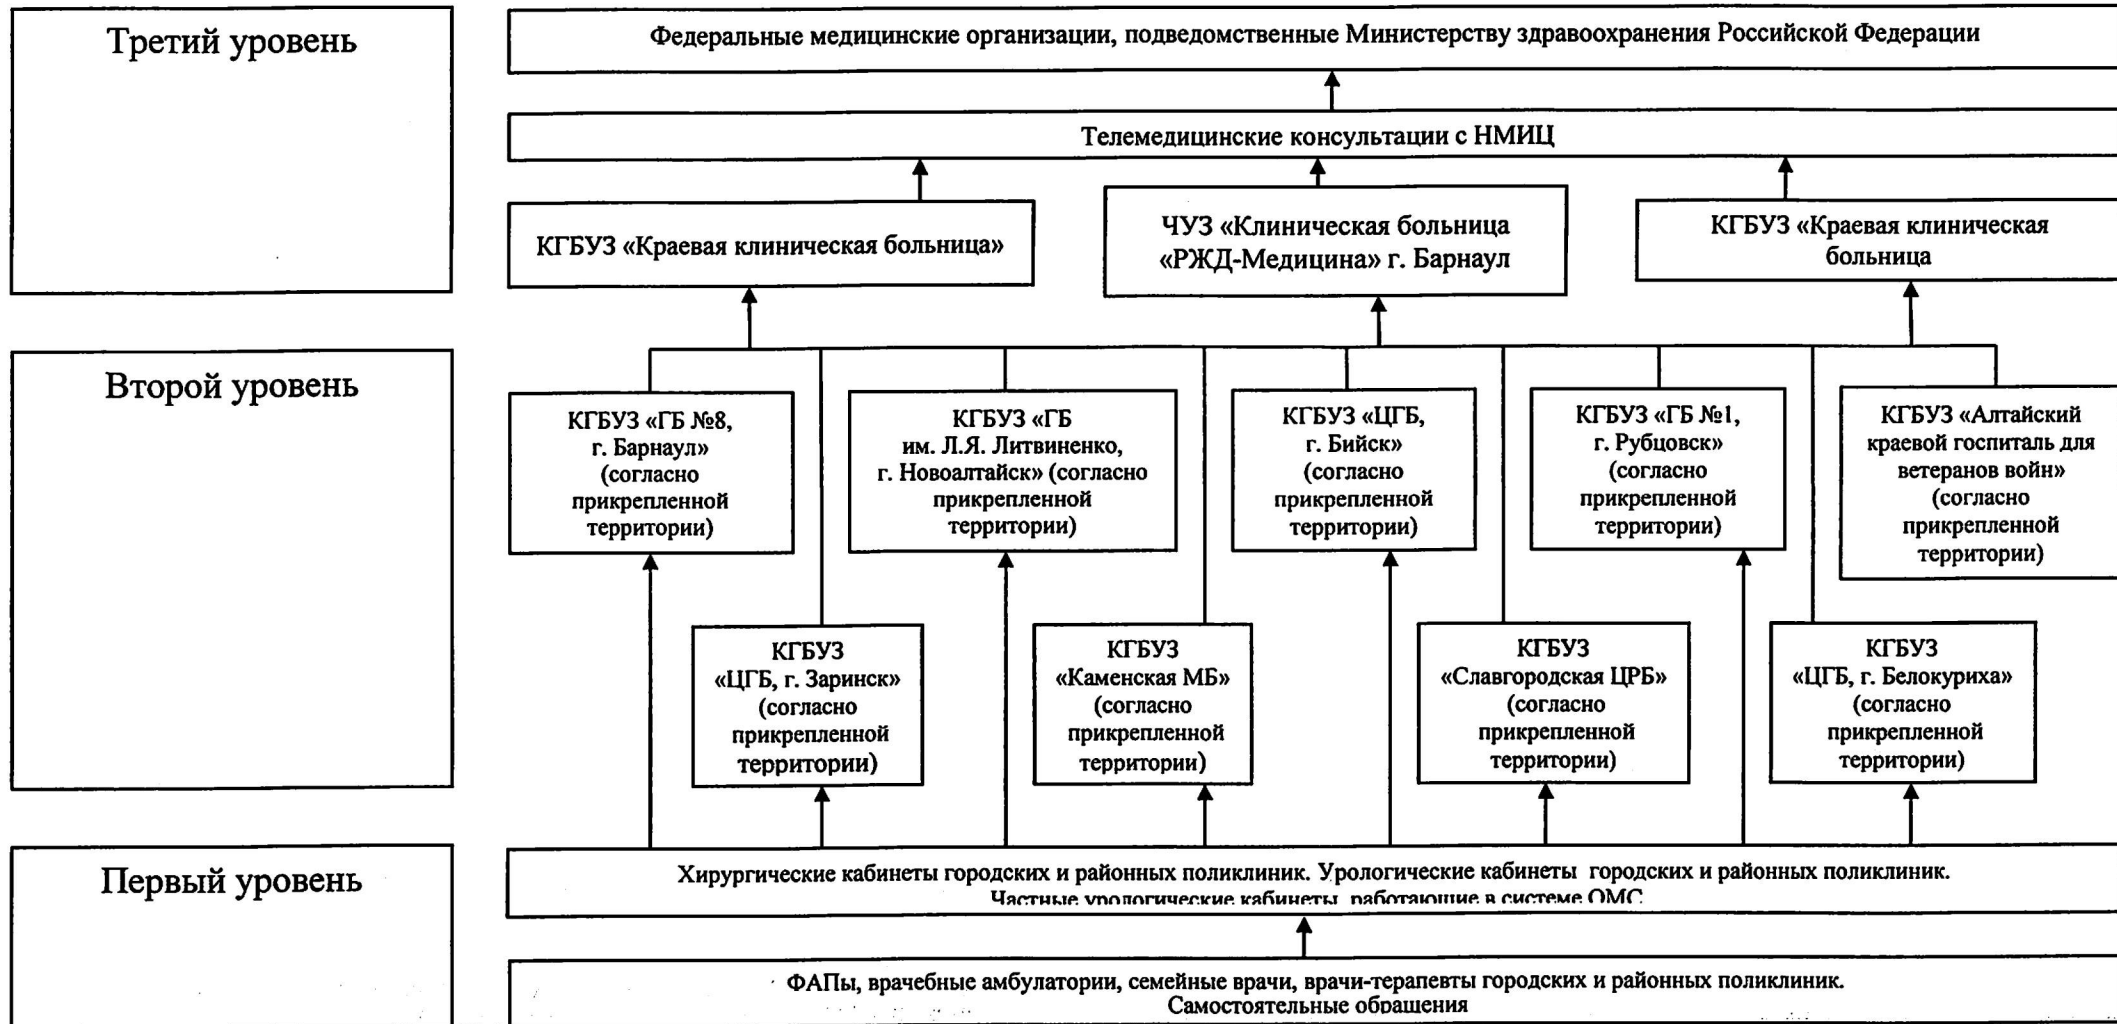 Третий уровень
Федеральные медицинские организации, подведомственные Министерству здравоохранения Российской Федерации
Телемедицинские консультации с НМИЦ
КГБУЗ «Краевая клиническая больница»
ЧУЗ «Клиническая больница
«РЖД-Медицина» г. Барнаул
КГБУЗ «Краевая клиническая
больница
Второй уровень
КГБУЗ «ГБ №8,
г. Барнаул»
(согласно
прикрепленной
территории)
КГБУЗ «ГБ
им. Л.Я. Литвиненко,
г. Новоалтайск» (согласно
прикрепленной
территории)
КГБУЗ «ЦГБ,
г. Бийск»
(согласно
прикрепленной
территории)
КГБУЗ «ГБ №1,
г. Рубцовск»
(согласно
прикрепленной
территории)
КГБУЗ «Алтайский
краевой госпиталь для
ветеранов войн»
(согласно
прикрепленной
территории)
КГБУЗ
«ЦГБ, г. Заринск»
(согласно
прикрепленной
территории)
КГБУЗ
«Каменская МБ»
(согласно
прикрепленной
территории)
КГБУЗ
«Славгородская ЦРБ»
(согласно
прикрепленной
территории)
КГБУЗ
«ЦГБ, г. Белокуриха»
(согласно
прикрепленной
территории)
Первый уровень
Хирургические кабинеты городских и районных поликлиник. Урологические кабинеты городских и районных поликлиник.
Частные урологические кабинеты, работающие в системе ОМС
ФАПы, врачебные амбулатории, семейные врачи, врачи-терапевты городских и районных поликлиник.
Самостоятельные обращения